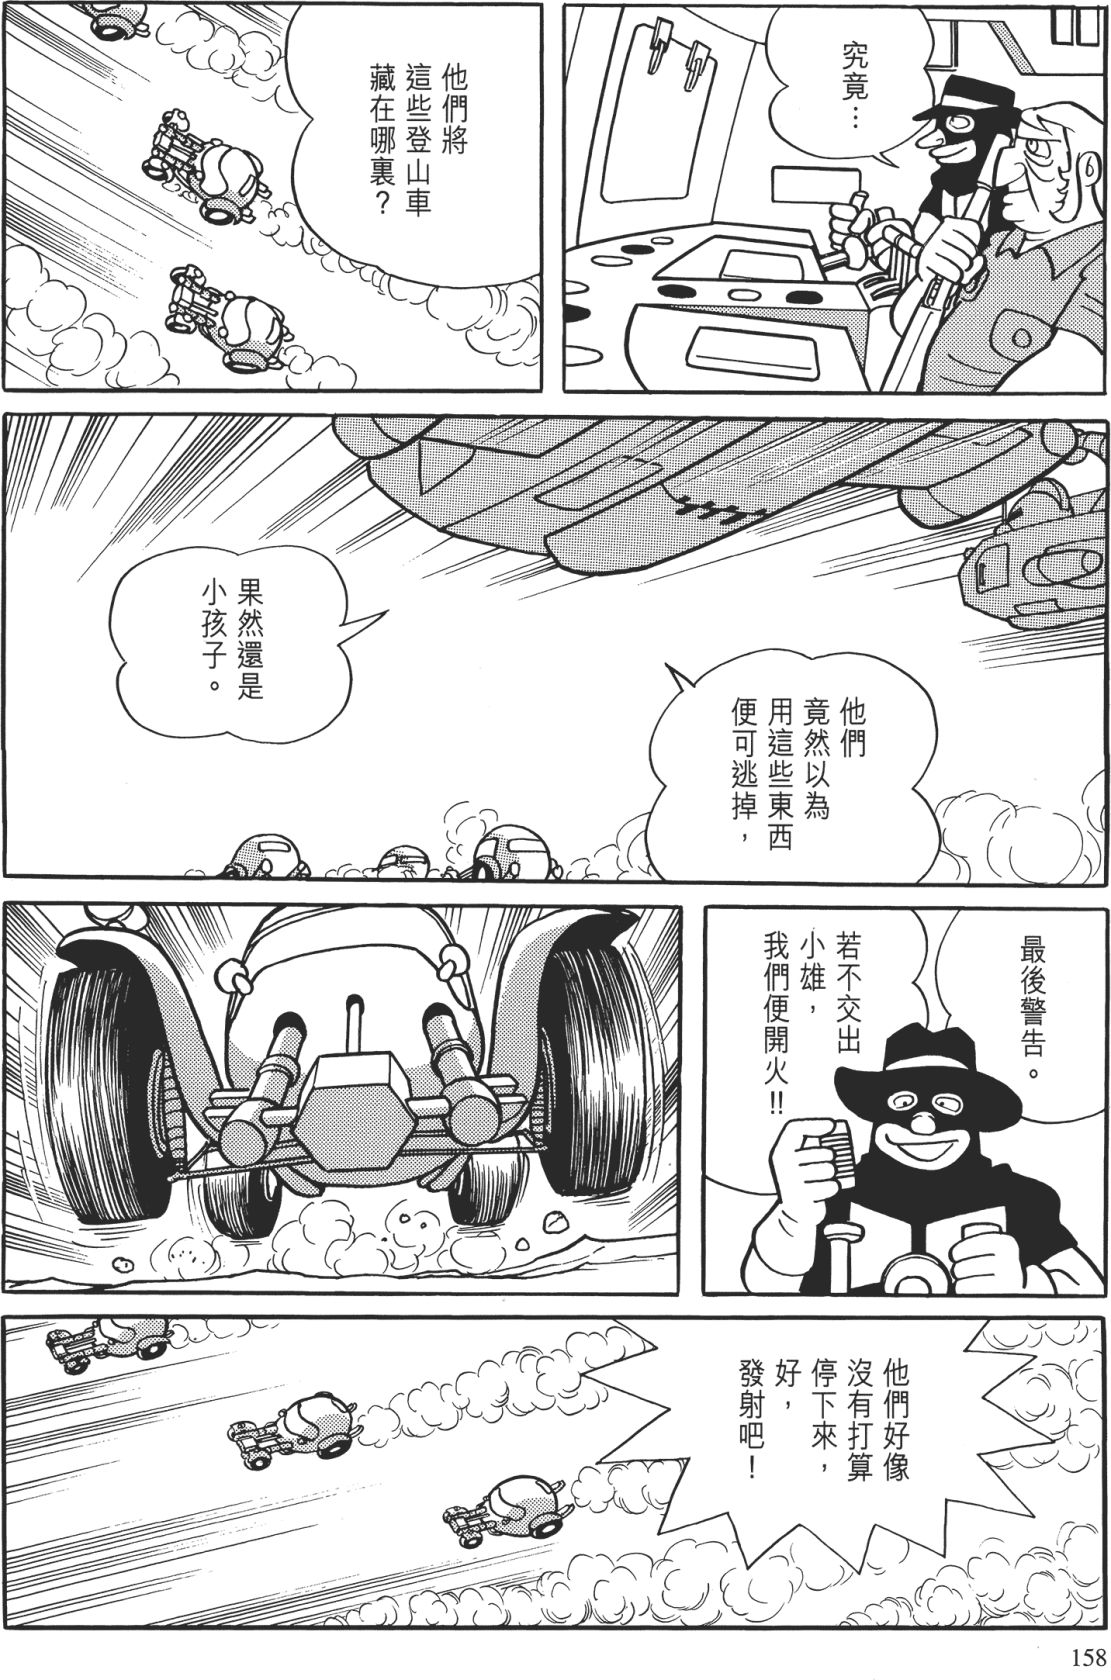 究竟…
他們將
這些登山車
藏在哪裏？
他們
竟然以為
用這些東西
便可逃掉，
果然還是
小孩子。
最後警告。
若不交出
小雄，
我們便開火!!
他們好像
沒有打算
停下來，
好，
發射吧！
158